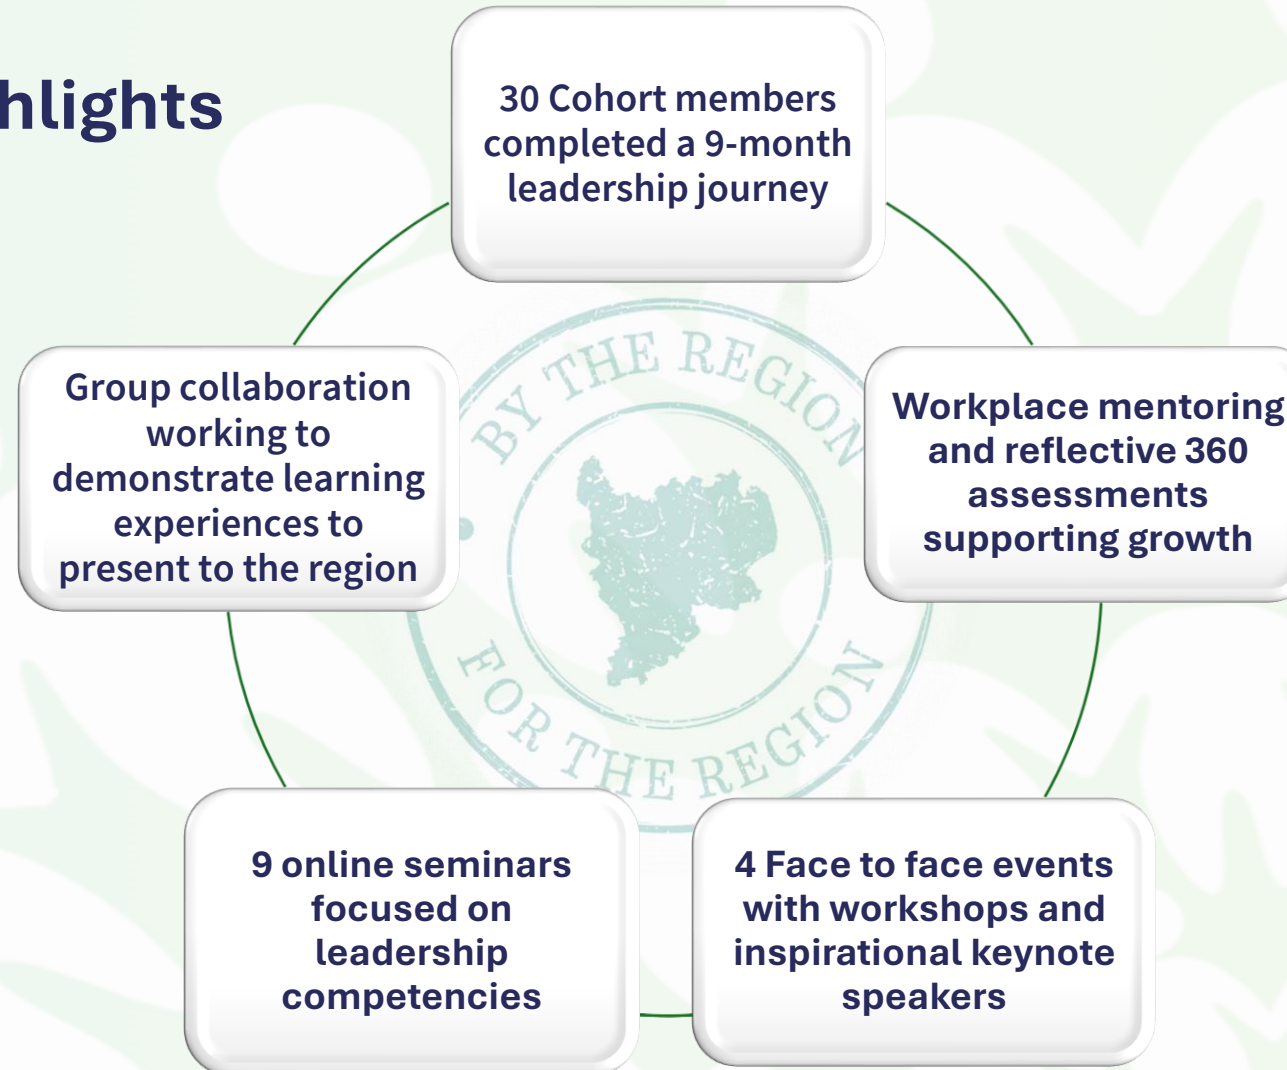 hlights
30 Cohort members
completed a 9-month
leadership journey
Group collaboration
working to
demonstrate learning
experiences to
present to the region
Workplace mentoring
and reflective 360
assessments
supporting growth
BY THE REGION
FOR THE REGION
9 online seminars
focused on
leadership
competencies
4 Face to face events
with workshops and
inspirational keynote
speakers